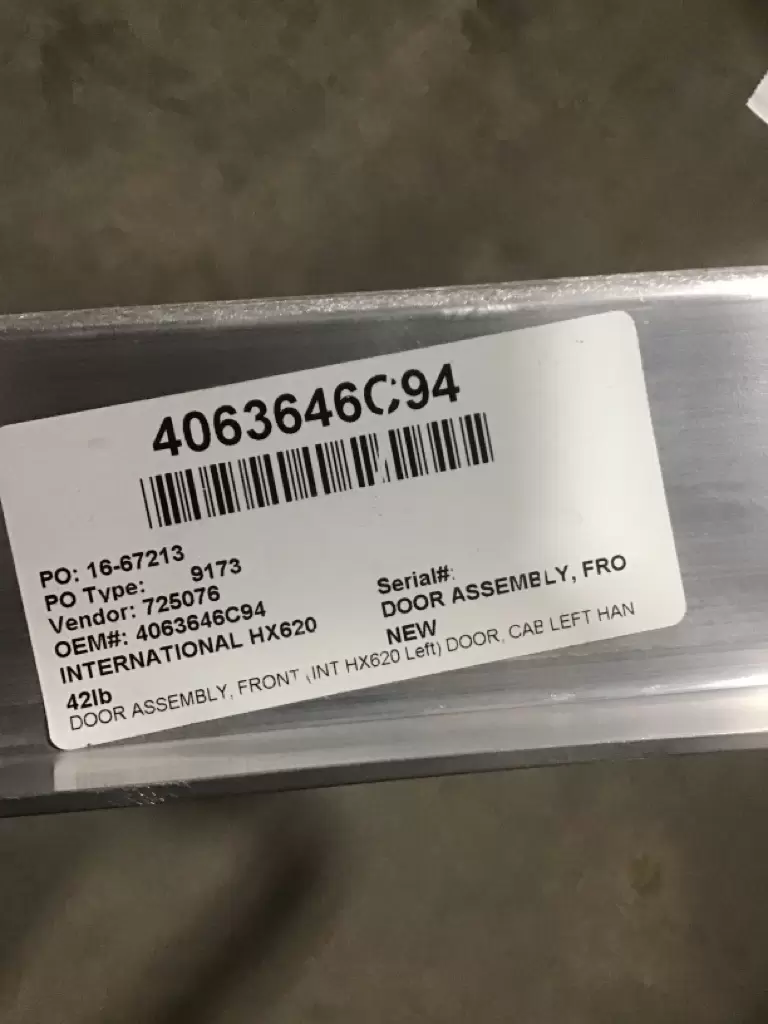 4063646C94
PO: 16-67213
PO Type: 9173
Vendor: 725076
OEM#: 4063646C94
INTERNATIONAL HX620
42lb
Serial#:
DOOR ASSEMBLY, FRO
NEW
DOOR ASSEMBLY, FRONT (INT HX620 Left) DOOR, CAB LEFT HAN